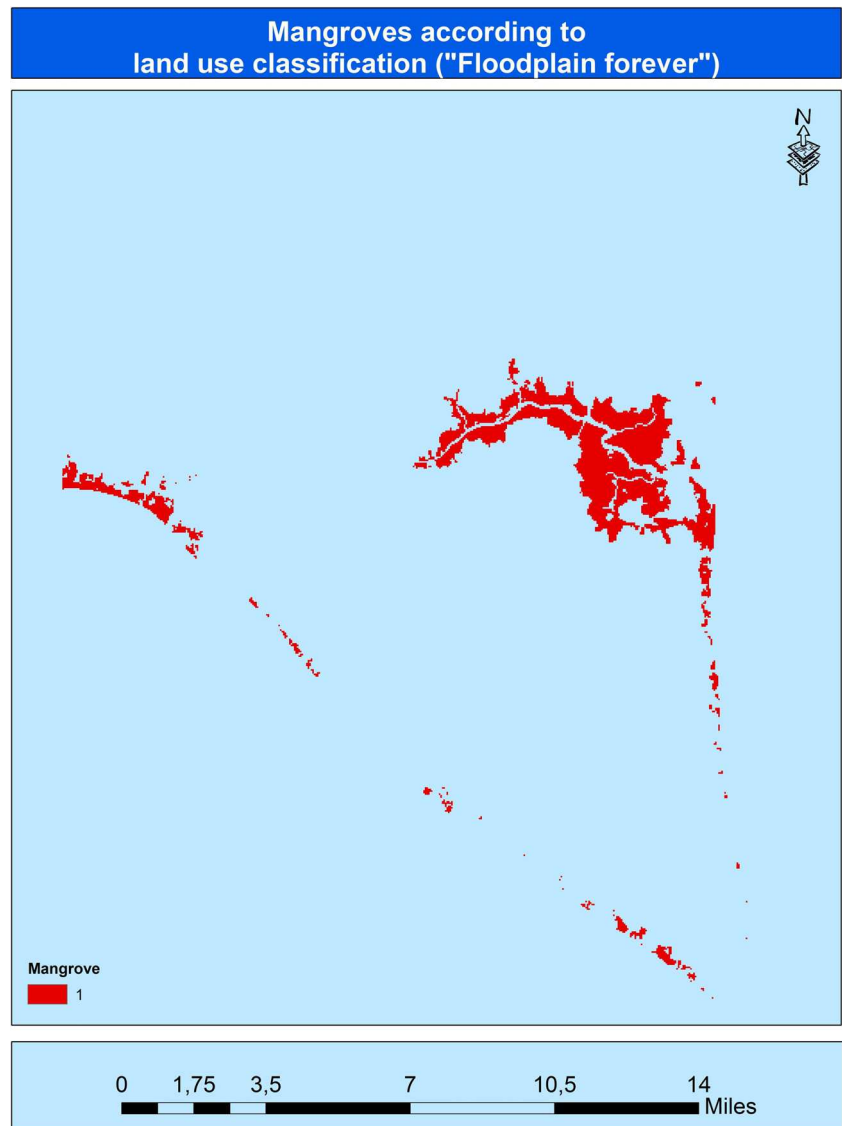 Mangroves according to
land use classification ("Floodplain forever")
N
Mangrove
1
0 1,75 3,5 7 10,5 14
Miles